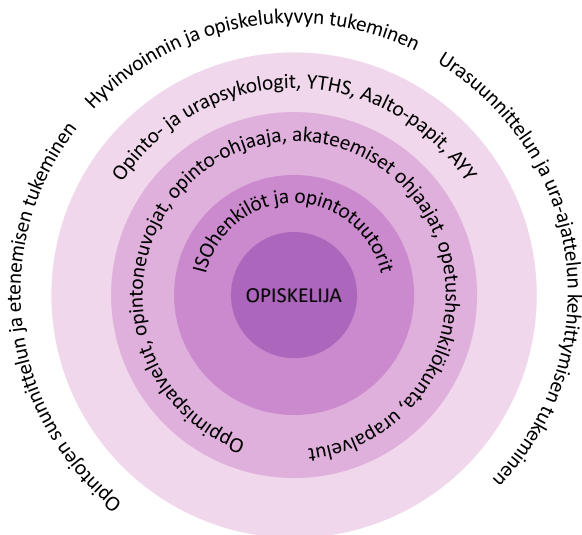 Opintojen suunnittelun ja etenemisen tukeminen
Hyvinvoinnin ja opiskelukyvyn tukeminen
Urasuunnittelun ja ura-ajattelun kehittymisen tukeminen
Opinto- ja urapsykologit, YTHS, Aalto-papit, AYY
Oppimispalvelut, opintoneuvojat, opinto-ohjaaja, akateemiset ohjaajat, opetushenkilökunta, urapalvelut
ISOhenkilöt ja opintotuutorit
OPISKELIJA